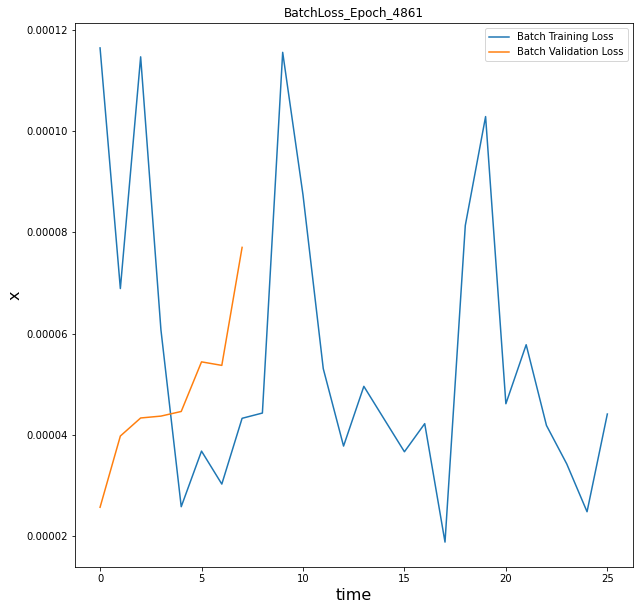 BatchLoss_Epoch_4861
Batch Training Loss
Batch Validation Loss
0.00012
0.00010
0.00008
0.00006
0.00004
0.00002
x
0 5 10 15 20 25
time